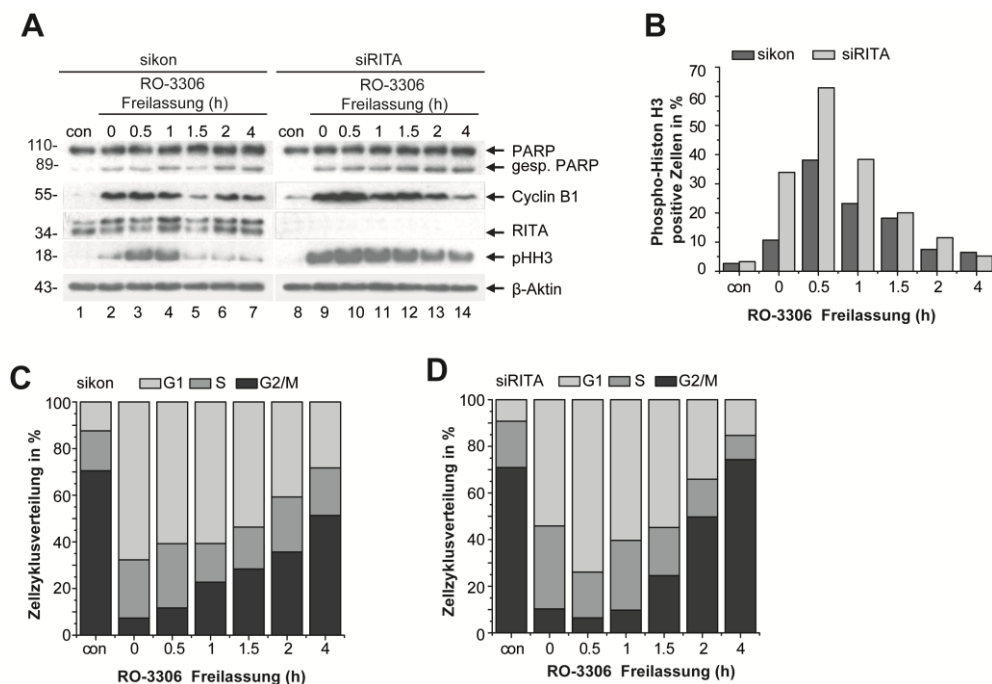 A
sikon siRITA
RO-3306 RO-3306
Freilassung (h) Freilassung (h)
con 0 0.5 1 1.5 2 4 con 0 0.5 1 1.5 2 4
110- PARP
89- gesp. PARP
55- Cyclin B1
34- RITA
18- pHH3
43- β-Aktin
1 2 3 4 5 6 7 8 9 10 11 12 13 14
B
sikon siRITA
Phospho-Histon H3
positive Zellen in %
70
60
50
40
30
20
10
0
con 0 0.5 1 1.5 2 4
RO-3306 Freilassung (h)
C
sikon G1 S G2/M
Zellzyklusverteilung in %
100
80
60
40
20
0
con 0 0.5 1 1.5 2 4
RO-3306 Freilassung (h)
D
siRITA G1 S G2/M
Zellzyklusverteilung in %
100
80
60
40
20
0
con 0 0.5 1 1.5 2 4
RO-3306 Freilassung (h)